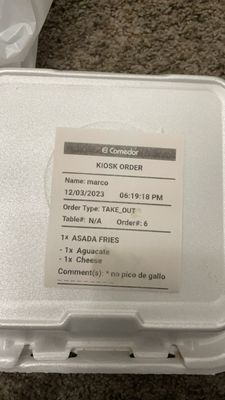 El Comedor
KIOSK ORDER
Name: marco
12/03/2023 06:19:18 PM
Order Type: TAKE_OUT
Table#: N/A Order#: 6
1x ASADA FRIES
- 1x Aguacate
- 1x Cheese
Comment(s): * no pico de gallo